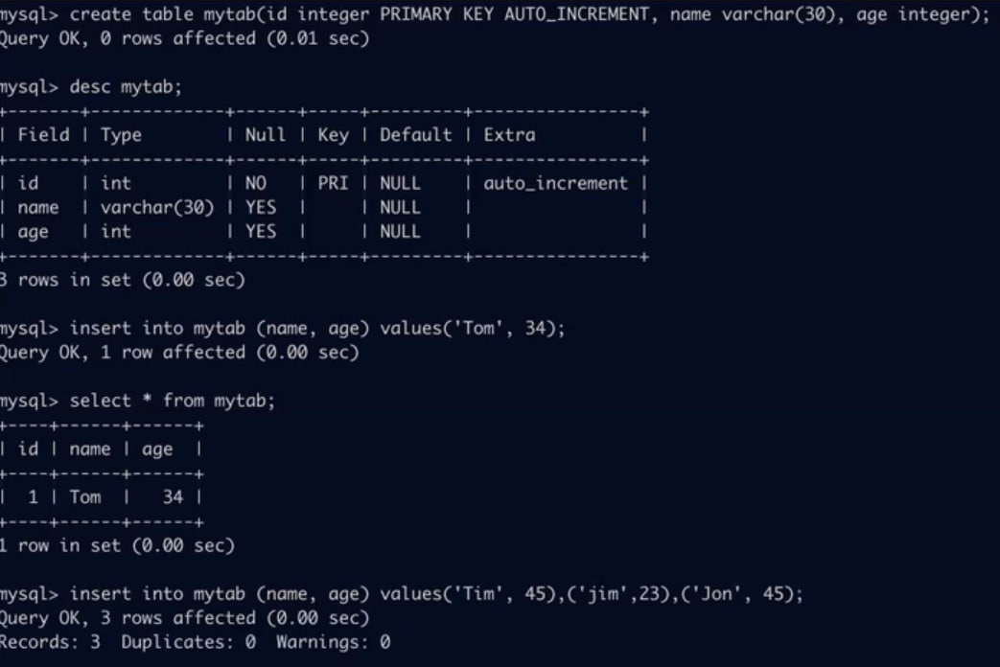 mysql> create table mytab(id integer PRIMARY KEY AUTO_INCREMENT, name varchar(30), age integer);
Query OK, 0 rows affected (0.01 sec)
mysql> desc mytab;
+-------+-------------+------+-----+---------+----------------+
| Field | Type        | Null | Key | Default | Extra          |
+-------+-------------+------+-----+---------+----------------+
| id    | int         | NO   | PRI | NULL    | auto_increment |
| name  | varchar(30) | YES  |     | NULL    |                |
| age   | int         | YES  |     | NULL    |                |
+-------+-------------+------+-----+---------+----------------+
3 rows in set (0.00 sec)
mysql> insert into mytab (name, age) values('Tom', 34);
Query OK, 1 row affected (0.00 sec)
mysql> select * from mytab;
+----+------+------+
| id | name | age  |
+----+------+------+
|  1 | Tom  |   34 |
+----+------+------+
1 row in set (0.00 sec)
mysql> insert into mytab (name, age) values('Tim', 45),('jim',23),('Jon', 45);
Query OK, 3 rows affected (0.00 sec)
Records: 3  Duplicates: 0  Warnings: 0